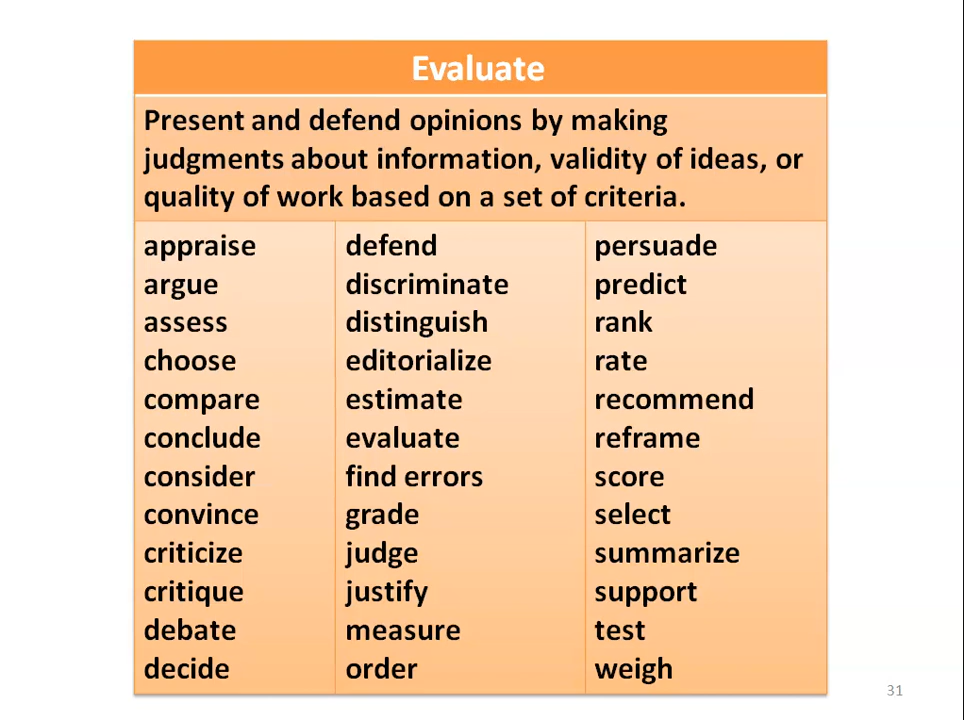 Evaluate
Present and defend opinions by making
judgments about information, validity of ideas, or
quality of work based on a set of criteria.
appraise
argue
assess
choose
compare
conclude
consider
convince
criticize
critique
debate
decide
defend
discriminate
distinguish
editorialize
estimate
evaluate
find errors
grade
judge
justify
measure
order
persuade
predict
rank
rate
recommend
reframe
score
select
summarize
support
test
weigh
31